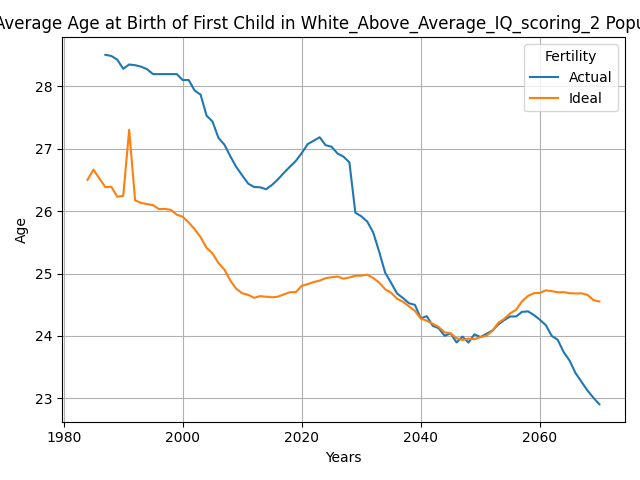 Average Age at Birth of First Child in White_Above_Average_IQ_scoring_2
Fertility
Actual
Ideal
28
27
26
25
24
23
Age
1980
2000
2020
2040
2060
Years